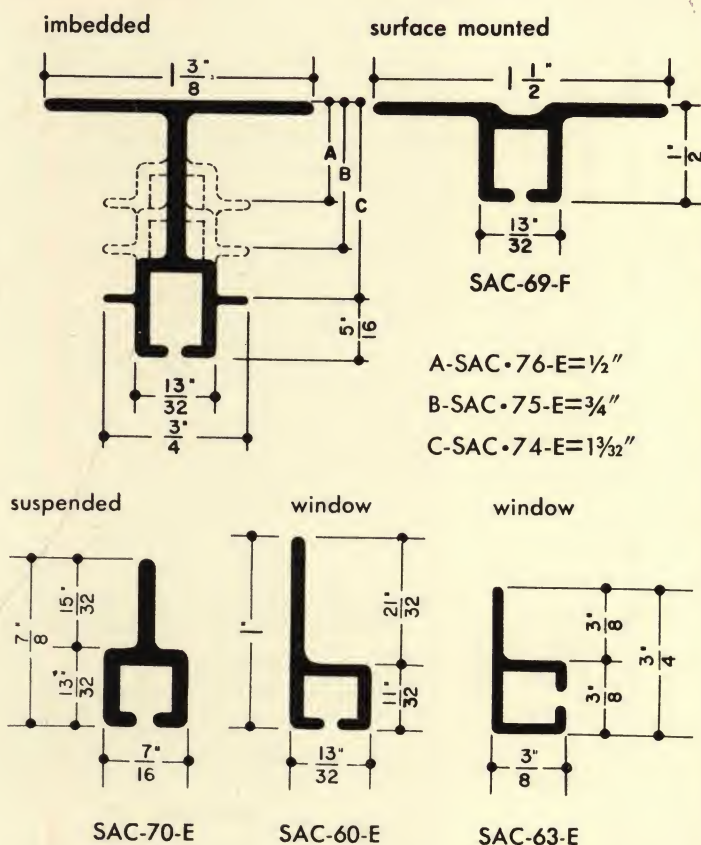 imbedded
surface mounted
1 3/8"
1 1/2"
A
B
C
1/2"
5/16"
13/32"
3/4"
13/32"
SAC-69-F
A-SAC•76-E=½"
B-SAC•75-E=¾"
C-SAC•74-E=1³⁄₃₂"
suspended
window
window
7/8"
15/32"
13/32"
7/16"
1"
21/32"
11/32"
13/32"
3/8"
3/8"
3/4"
3/8"
SAC-70-E
SAC-60-E
SAC-63-E